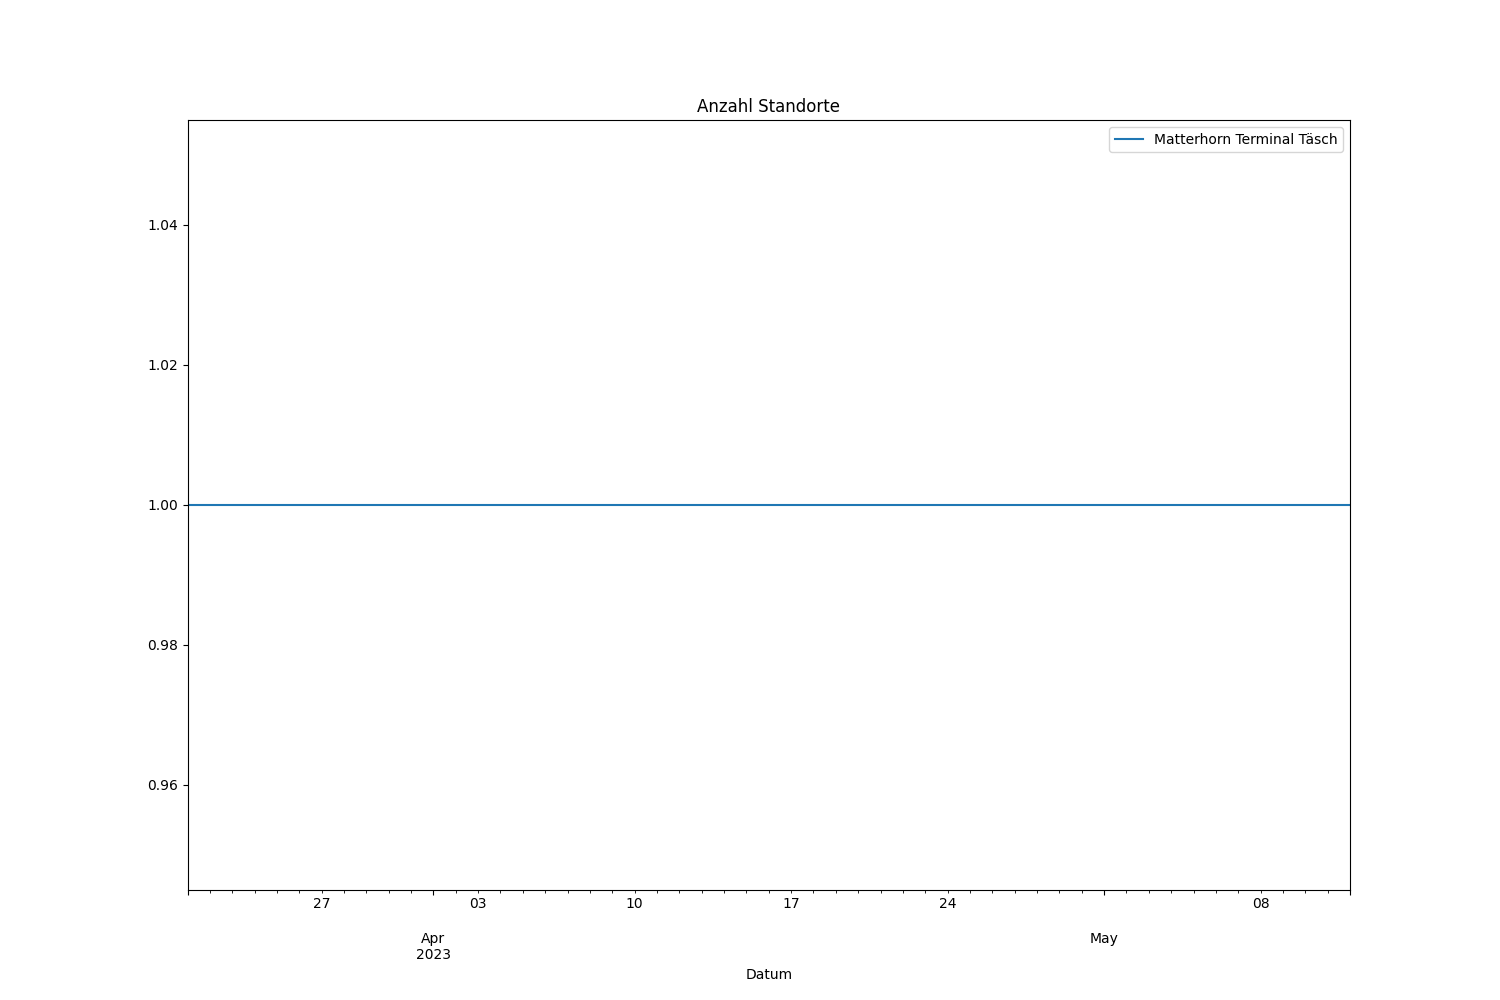 Anzahl Standorte
Matterhorn Terminal Täsch
1.04
1.02
1.00
0.98
0.96
27 03 10 17 24 08
Apr May
2023
Datum